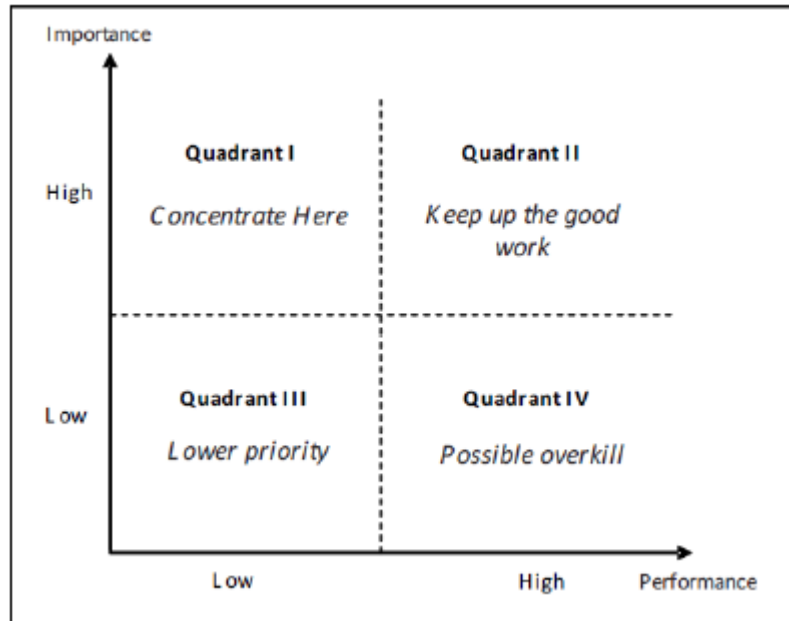 Importance
Quadrant I
Quadrant II
High
Concentrate Here
Keep up the good
work
Quadrant III
Quadrant IV
Low
Lower priority
Possible overkill
Low
High
Performance